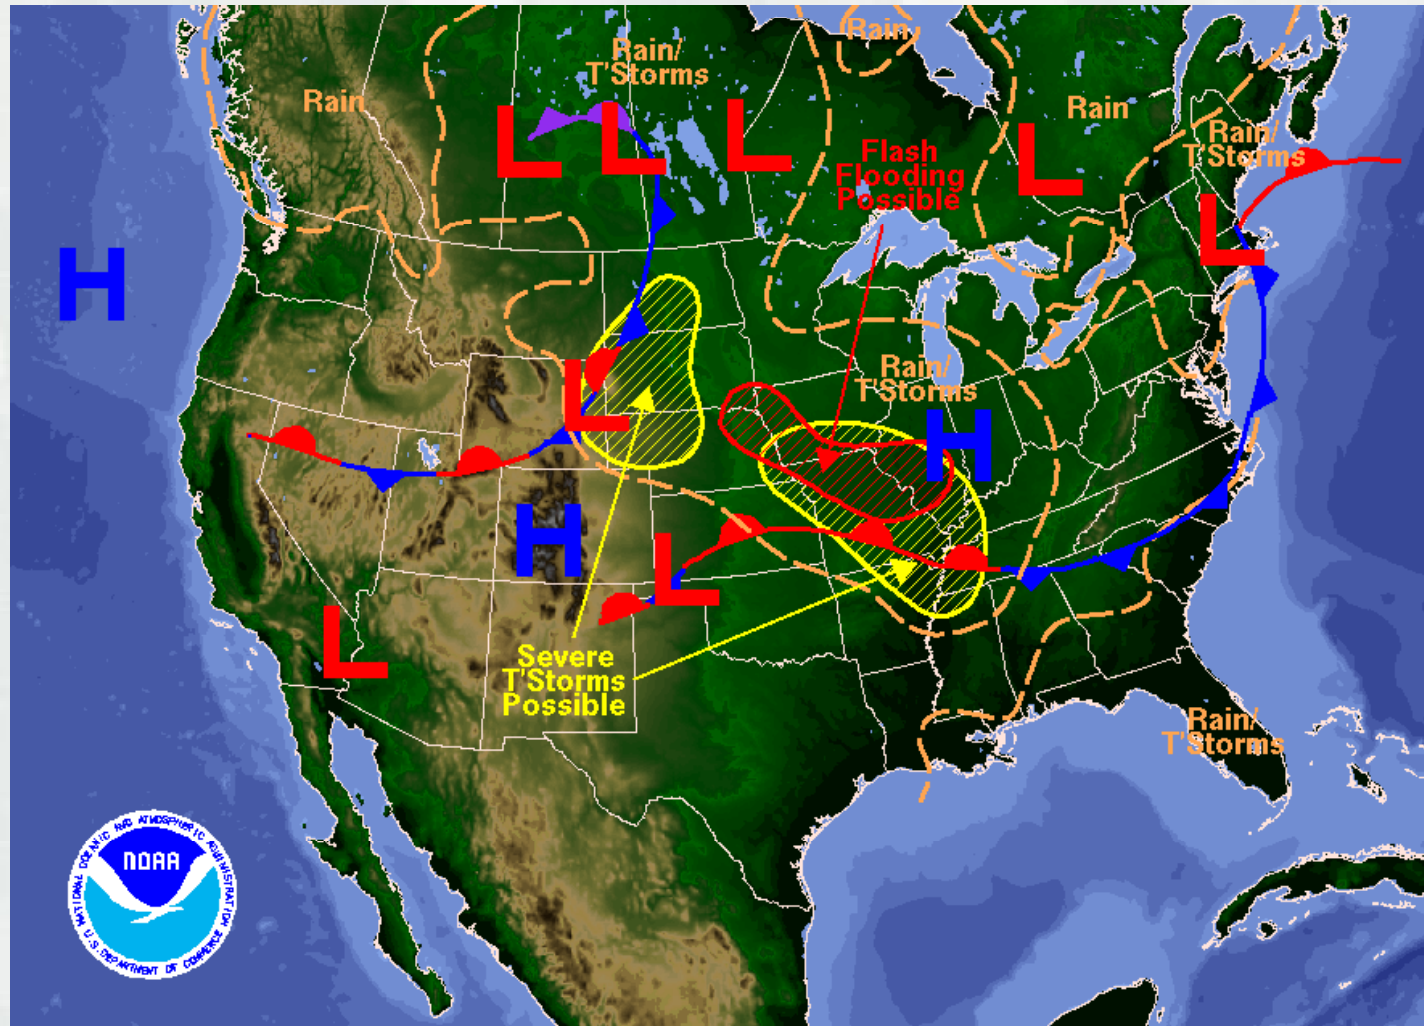 Rain
Rain/
T'Storms
Rain
Rain
Rain/
T'Storms
Flash
Flooding
Possible
L
L
L
L
L
H
Rain/
T'Storms
L
H
H
L
L
Severe
T'Storms
Possible
Rain/
T'Storms
NATIONAL OCEANIC AND ATMOSPHERIC ADMINISTRATION
NOAA
U.S. DEPARTMENT OF COMMERCE